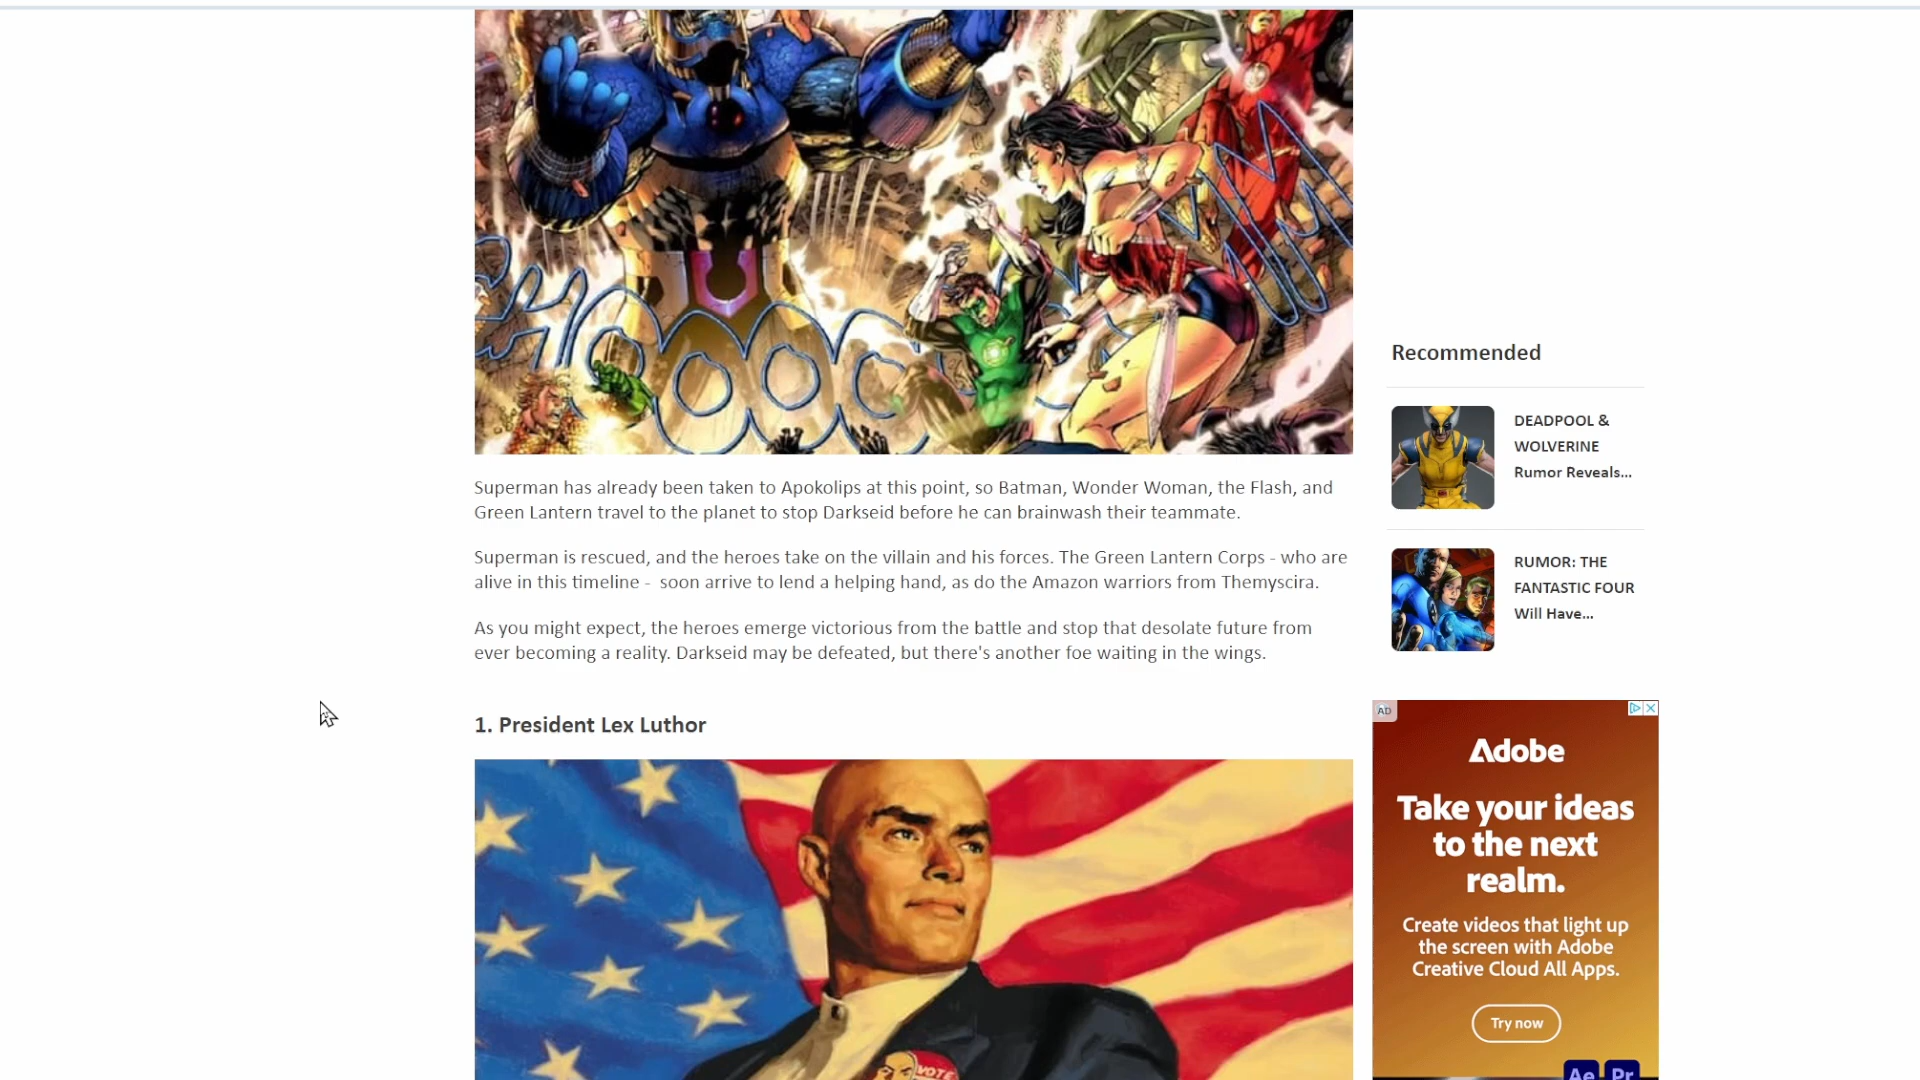 Superman has already been taken to Apokolips at this point, so Batman, Wonder Woman, the Flash, and
Green Lantern travel to the planet to stop Darkseid before he can brainwash their teammate.
Superman is rescued, and the heroes take on the villain and his forces. The Green Lantern Corps - who are
alive in this timeline - soon arrive to lend a helping hand, as do the Amazon warriors from Themyscira.
As you might expect, the heroes emerge victorious from the battle and stop that desolate future from
ever becoming a reality. Darkseid may be defeated, but there's another foe waiting in the wings.
1. President Lex Luthor
VOTE
Recommended
DEADPOOL &
WOLVERINE
Rumor Reveals...
RUMOR: THE
FANTASTIC FOUR
Will Have...
AD
Adobe
Take your ideas
to the next
realm.
Create videos that light up
the screen with Adobe
Creative Cloud All Apps.
Try now
Ae Pr